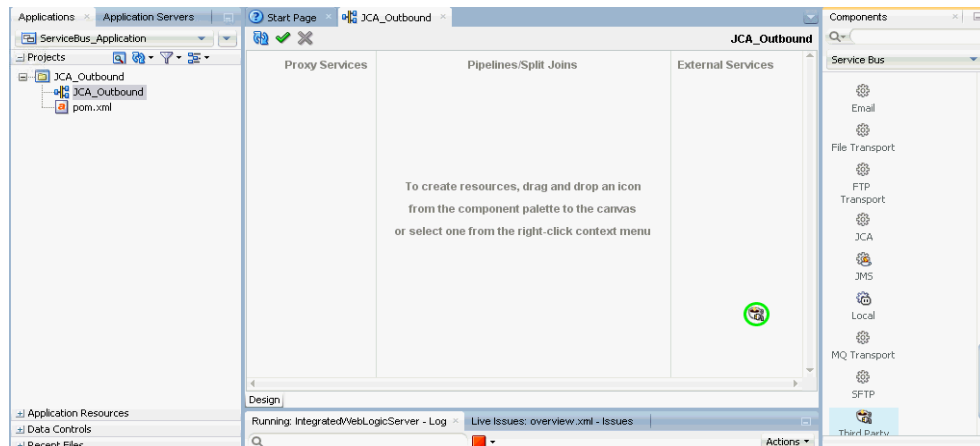 Applications
Application Servers
ServiceBus_Application
Projects
JCA_Outbound
JCA_Outbound
pom.xml
Application Resources
Data Controls
Recent Files
Start Page
JCA_Outbound
JCA_Outbound
Proxy Services
Pipelines/Split Joins
External Services
To create resources, drag and drop an icon
from the component palette to the canvas
or select one from the right-click context menu
Design
Running: IntegratedWebLogicServer - Log
Live Issues: overview.xml - Issues
Actions
Components
Service Bus
Email
File Transport
FTP
Transport
JCA
JMS
Local
MQ Transport
SFTP
Third Party